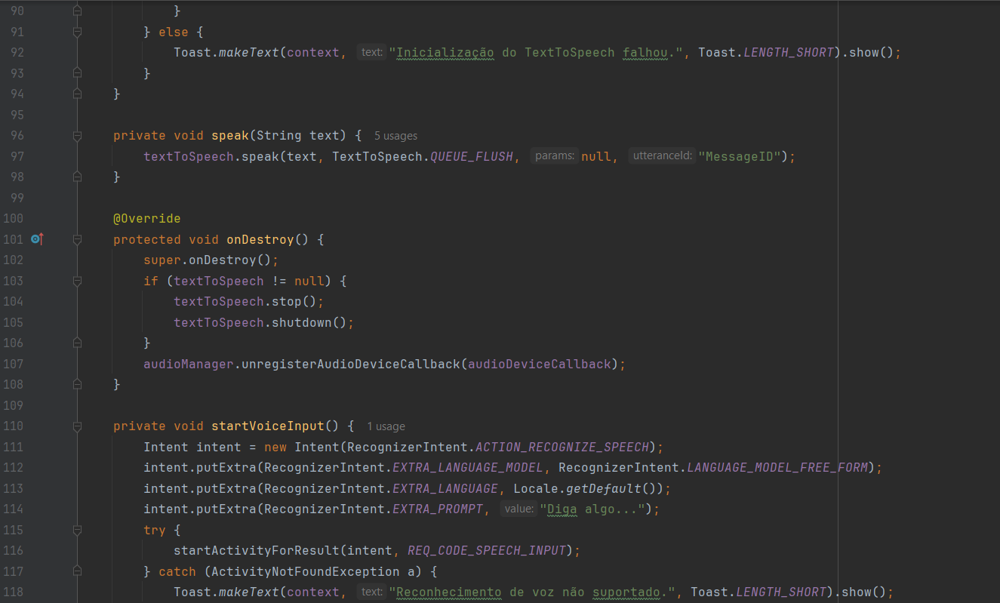 90 }
91 } else {
92 Toast.makeText(context, text: "Inicialização do TextToSpeech falhou.", Toast.LENGTH_SHORT).show();
93 }
94 }
95
96 private void speak(String text) { 5 usages
97 textToSpeech.speak(text, TextToSpeech.QUEUE_FLUSH, params: null, utteranceId: "MessageID");
98 }
99
100 @Override
101 protected void onDestroy() {
102 super.onDestroy();
103 if (textToSpeech != null) {
104 textToSpeech.stop();
105 textToSpeech.shutdown();
106 }
107 audioManager.unregisterAudioDeviceCallback(audioDeviceCallback);
108 }
109
110 private void startVoiceInput() { 1 usage
111 Intent intent = new Intent(RecognizerIntent.ACTION_RECOGNIZE_SPEECH);
112 intent.putExtra(RecognizerIntent.EXTRA_LANGUAGE_MODEL, RecognizerIntent.LANGUAGE_MODEL_FREE_FORM);
113 intent.putExtra(RecognizerIntent.EXTRA_LANGUAGE, Locale.getDefault());
114 intent.putExtra(RecognizerIntent.EXTRA_PROMPT, value: "Diga algo...");
115 try {
116 startActivityForResult(intent, REQ_CODE_SPEECH_INPUT);
117 } catch (ActivityNotFoundException a) {
118 Toast.makeText(context, text: "Reconhecimento de voz não suportado.", Toast.LENGTH_SHORT).show();